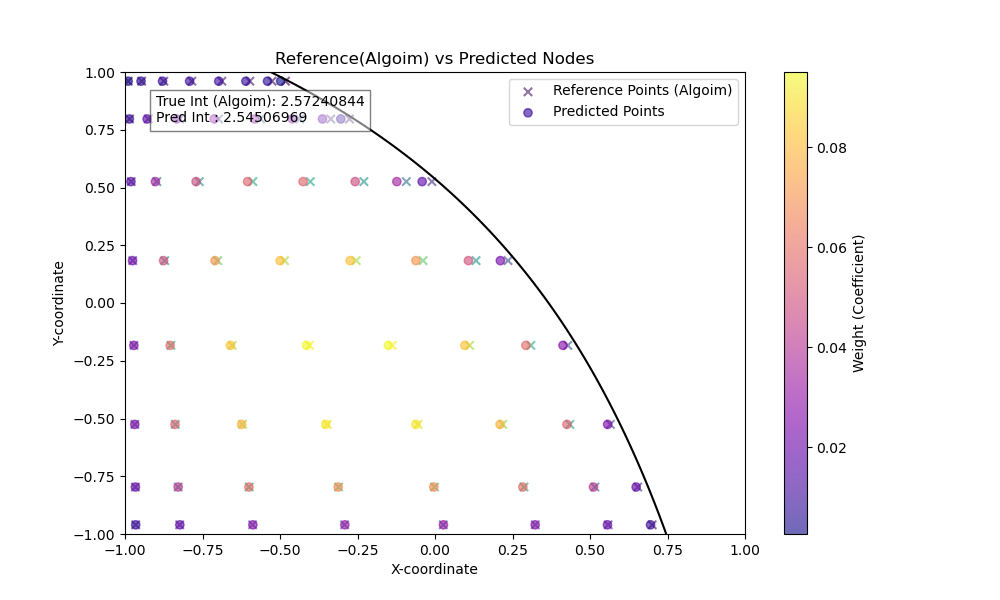 Reference(Algoim) vs Predicted Nodes
True Int (Algoim): 2.57240844
Pred Int : 2.54506969
Reference Points (Algoim)
Predicted Points
1.00
0.75
0.50
0.25
0.00
−0.25
−0.50
−0.75
−1.00
Y-coordinate
−1.00 −0.75 −0.50 −0.25 0.00 0.25 0.50 0.75 1.00
X-coordinate
0.08
0.06
0.04
0.02
Weight (Coefficient)